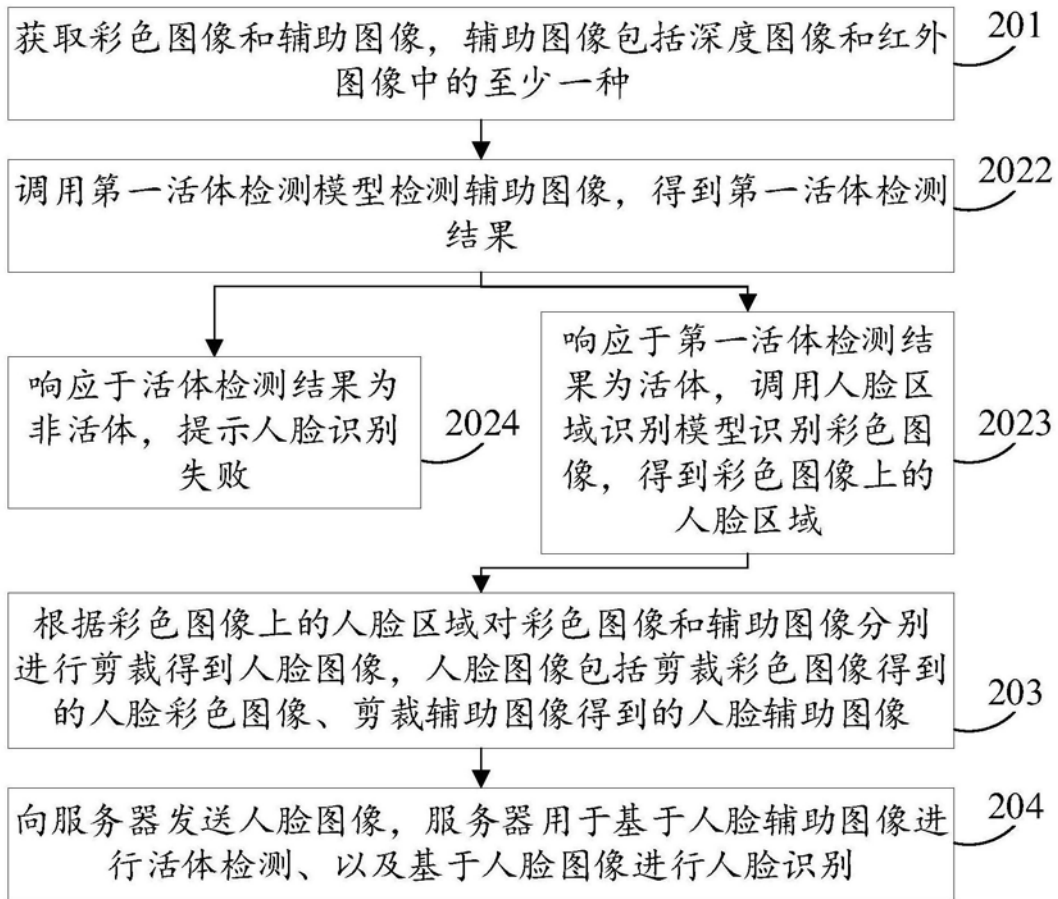 获取彩色图像和辅助图像，辅助图像包括深度图像和红外
图像中的至少一种
201
调用第一活体检测模型检测辅助图像，得到第一活体检测
结果
2022
响应于活体检测结果为
非活体，提示人脸识别
失败
2024
响应于第一活体检测结
果为活体，调用人脸区
域识别模型识别彩色图
像，得到彩色图像上的
人脸区域
2023
根据彩色图像上的人脸区域对彩色图像和辅助图像分别
进行剪裁得到人脸图像，人脸图像包括剪裁彩色图像得到
的人脸彩色图像、剪裁辅助图像得到的人脸辅助图像
203
向服务器发送人脸图像，服务器用于基于人脸辅助图像进
行活体检测、以及基于人脸图像进行人脸识别
204